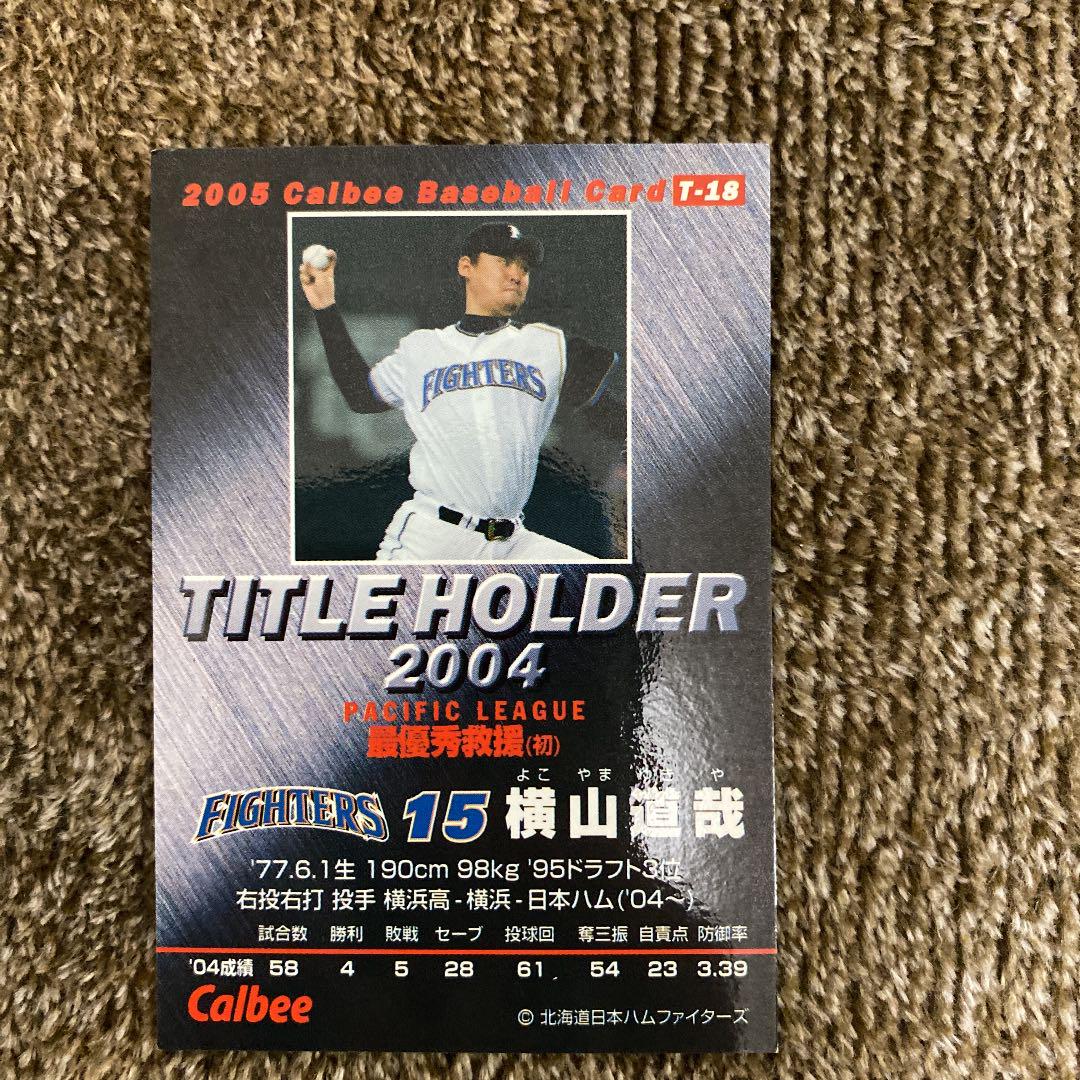 2005 Calbee Baseball Card T-18
FIGHTERS
TITLE HOLDER
2004
PACIFIC LEAGUE
最優秀救援(初)
よこ やま みち や
FIGHTERS 15 横山道哉
'77.6.1生 190cm 98kg '95ドラフト3位
右投右打 投手 横浜高-横浜-日本ハム('04〜)
試合数 勝利 敗戦 セーブ 投球回 奪三振 自責点 防御率
'04成績 58 4 5 28 61 54 23 3.39
Calbee
© 北海道日本ハムファイターズ